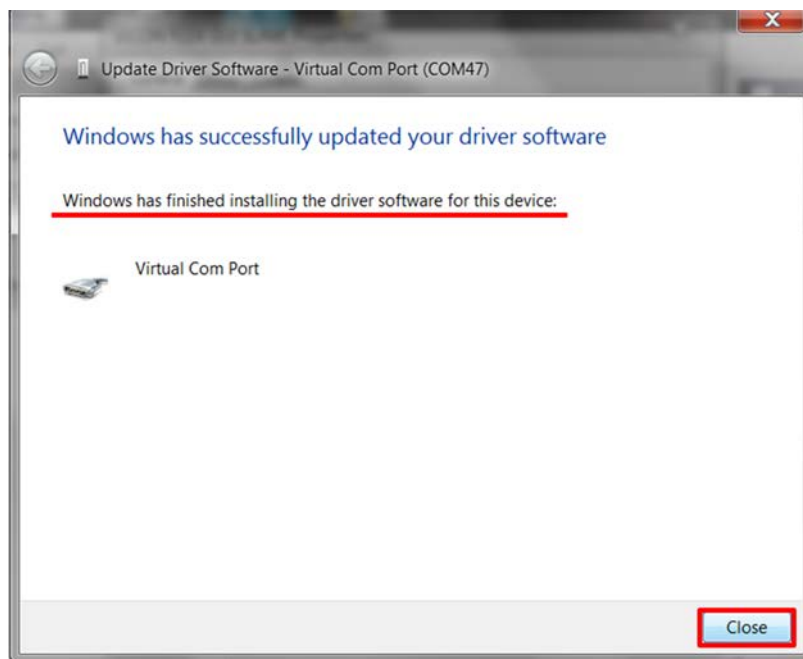 Update Driver Software - Virtual Com Port (COM47)
Windows has successfully updated your driver software
Windows has finished installing the driver software for this device:
Virtual Com Port
Close